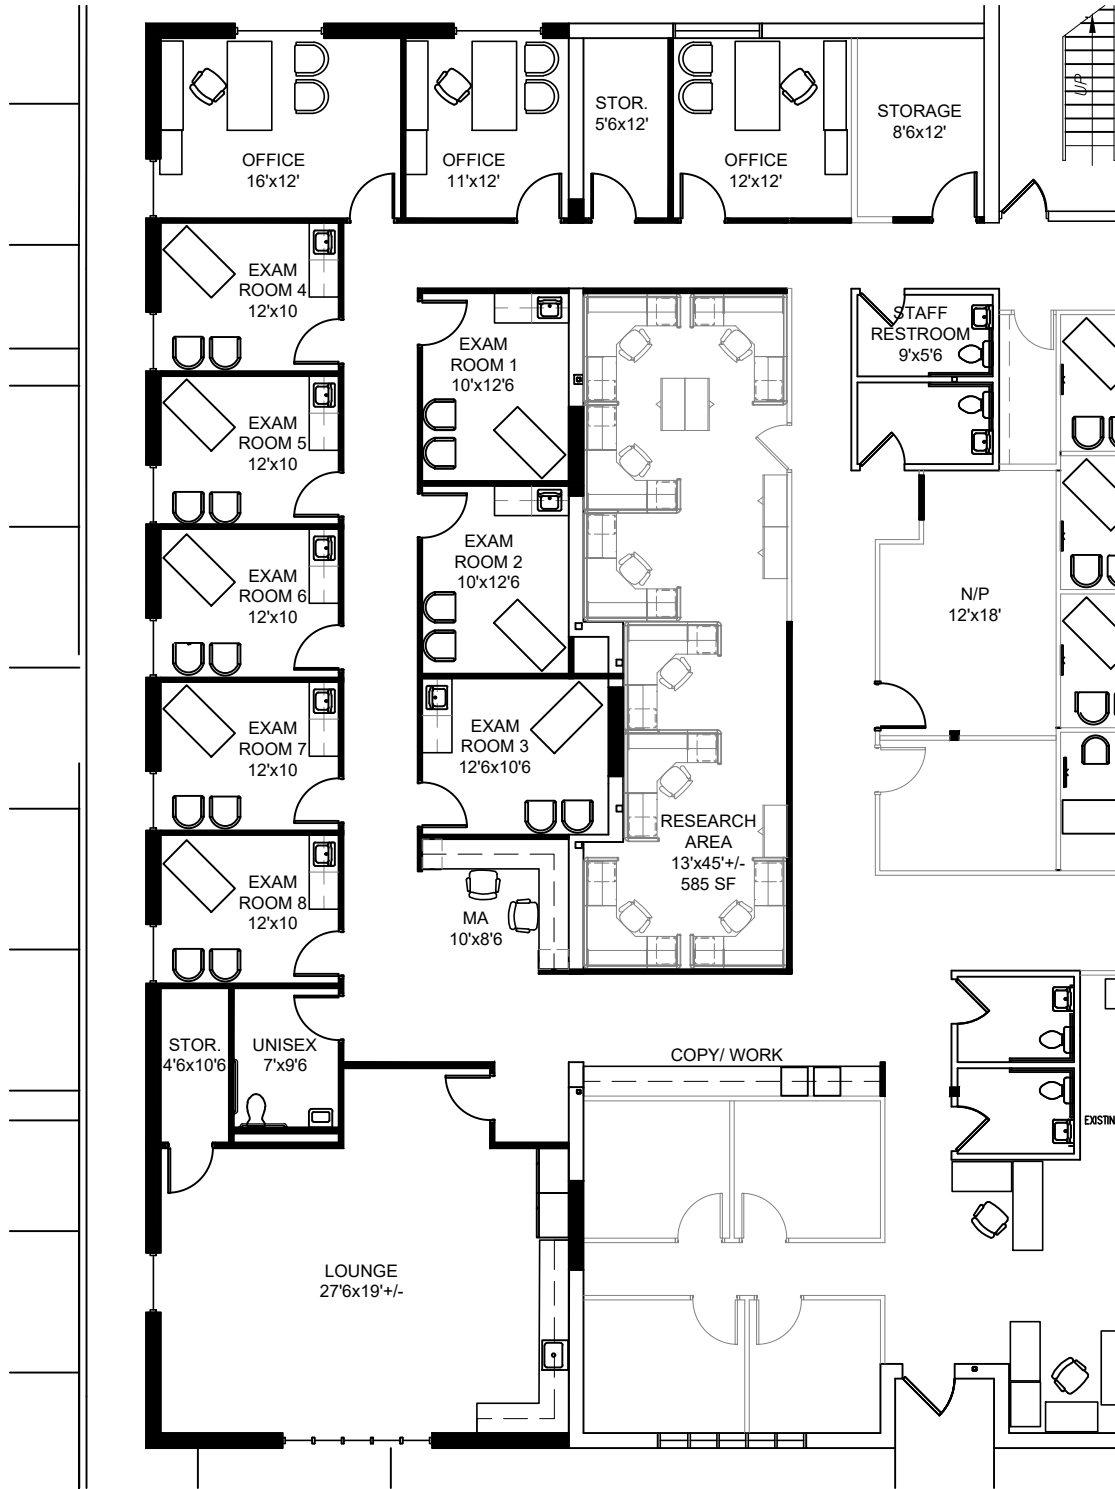 UP
STOR.
5'6x12'
STORAGE
8'6x12'
OFFICE
16'x12'
OFFICE
11'x12'
OFFICE
12'x12'
EXAM
ROOM 4
12'x10
STAFF
RESTROOM
9'x5'6
EXAM
ROOM 1
10'x12'6
EXAM
ROOM 5
12'x10
EXAM
ROOM 2
10'x12'6
EXAM
ROOM 6
12'x10
N/P
12'x18'
EXAM
ROOM 7
12'x10
EXAM
ROOM 3
12'6x10'6
RESEARCH
AREA
13'x45'+/-
585 SF
EXAM
ROOM 8
12'x10
MA
10'x8'6
STOR.
4'6x10'6
UNISEX
7'x9'6
COPY/ WORK
EXISTIN
LOUNGE
27'6x19'+/-